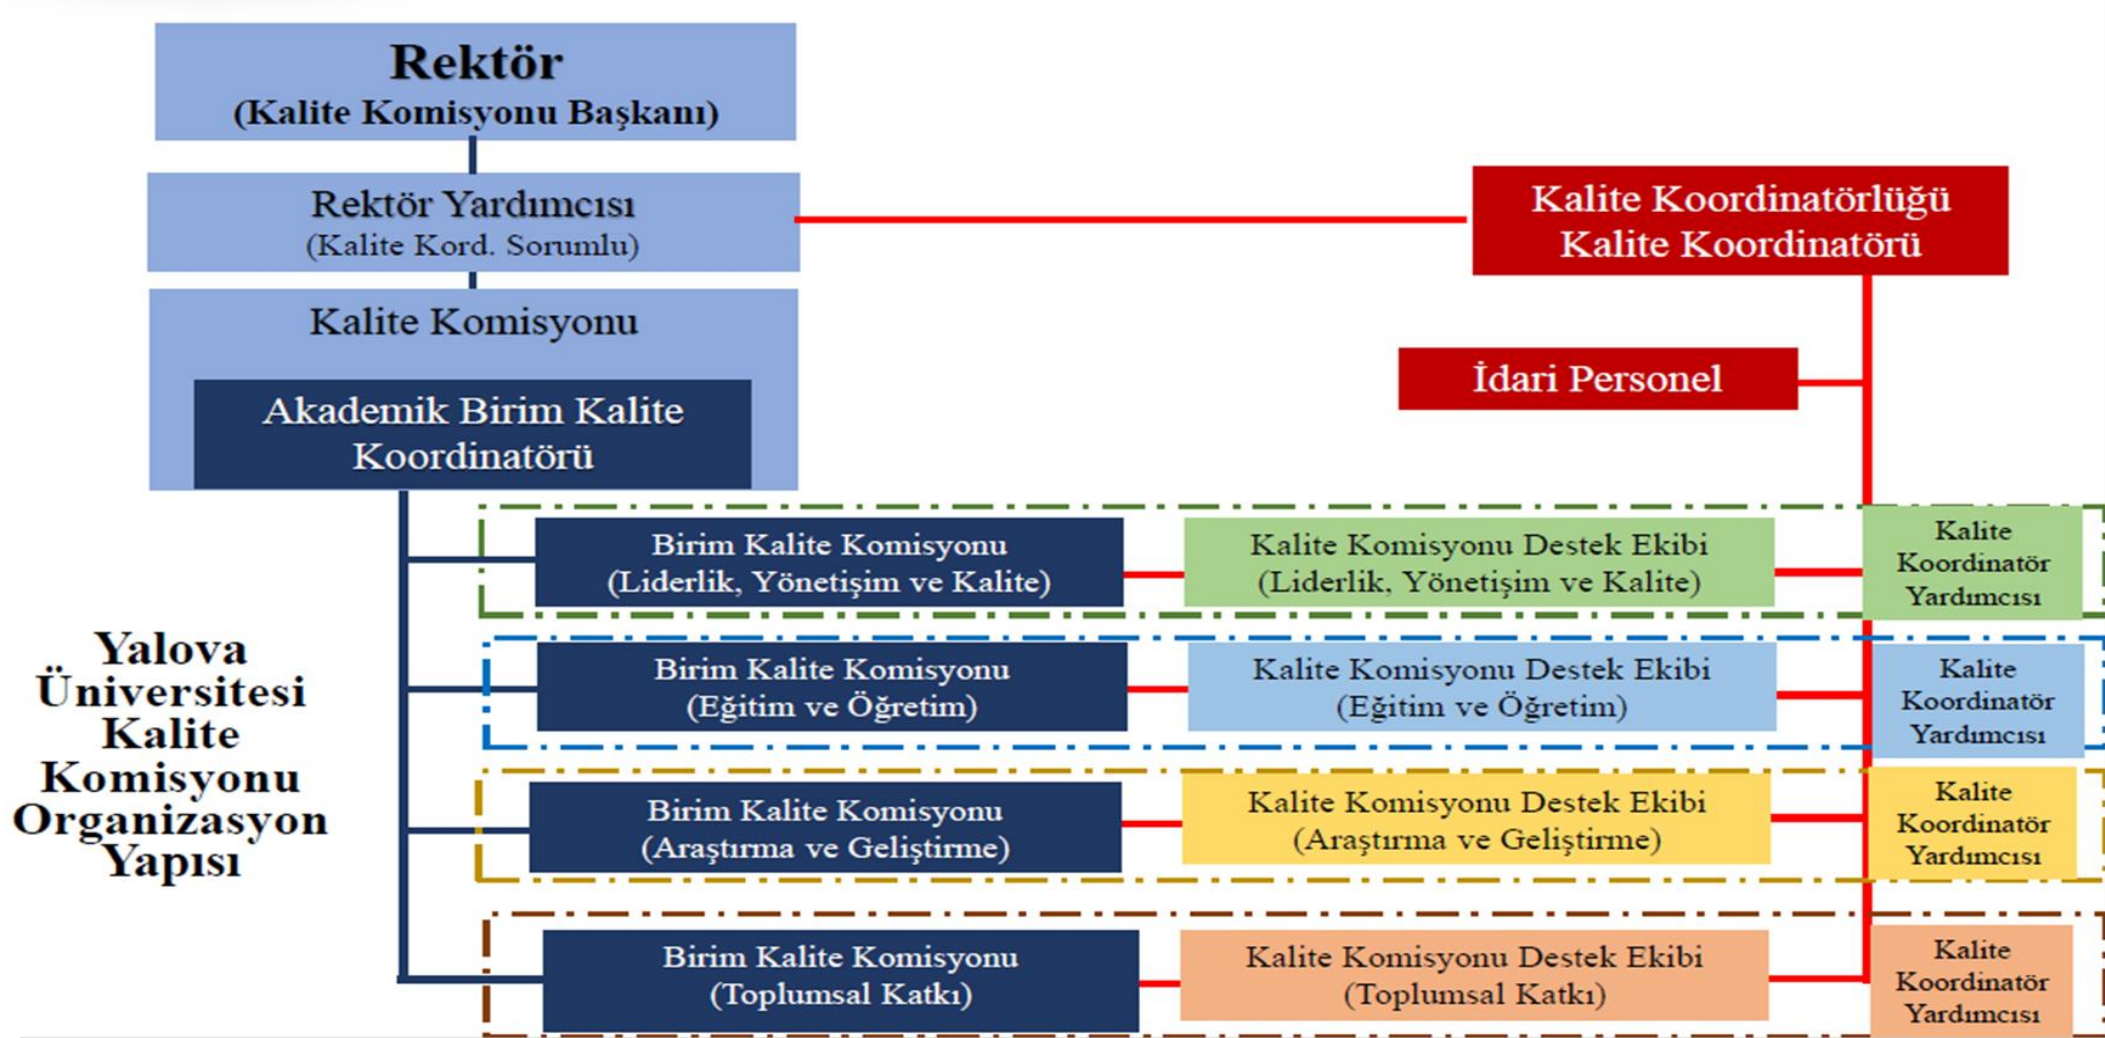 Rektör
(Kalite Komisyonu Başkanı)
Rektör Yardımcısı
(Kalite Kord. Sorumlu)
Kalite Koordinatörlüğü
Kalite Koordinatörü
Kalite Komisyonu
İdari Personel
Akademik Birim Kalite
Koordinatörü
Birim Kalite Komisyonu
(Liderlik, Yönetişim ve Kalite)
Kalite Komisyonu Destek Ekibi
(Liderlik, Yönetişim ve Kalite)
Kalite
Koordinatör
Yardımcısı
Birim Kalite Komisyonu
(Eğitim ve Öğretim)
Kalite Komisyonu Destek Ekibi
(Eğitim ve Öğretim)
Kalite
Koordinatör
Yardımcısı
Birim Kalite Komisyonu
(Araştırma ve Geliştirme)
Kalite Komisyonu Destek Ekibi
(Araştırma ve Geliştirme)
Kalite
Koordinatör
Yardımcısı
Birim Kalite Komisyonu
(Toplumsal Katkı)
Kalite Komisyonu Destek Ekibi
(Toplumsal Katkı)
Kalite
Koordinatör
Yardımcısı
Yalova
Üniversitesi
Kalite
Komisyonu
Organizasyon
Yapısı